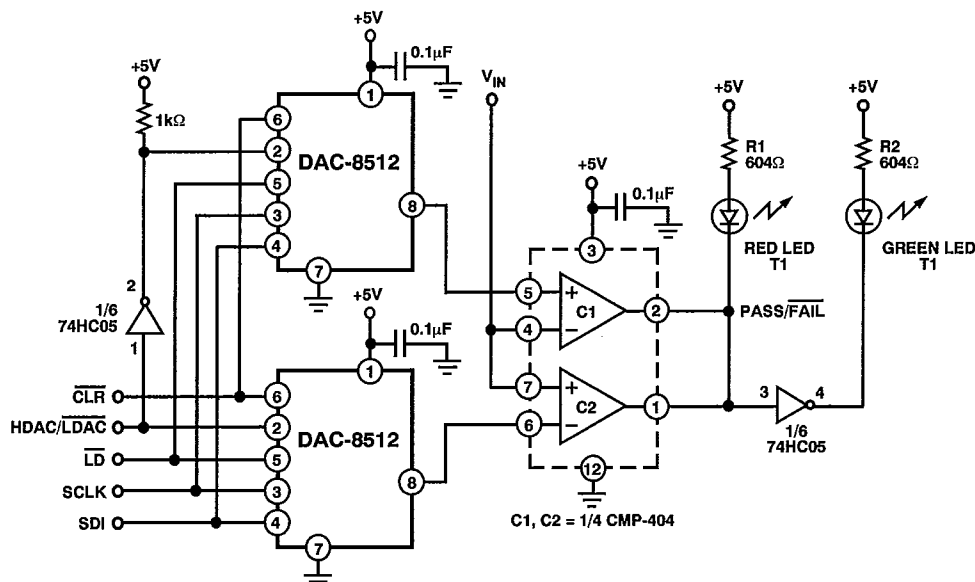 +5V
0.1µF
+5V
1
1kΩ
6
2
5
3
4
DAC-8512
8
7
VIN
+5V
0.1µF
3
+5V
R1
604Ω
RED LED
T1
+5V
R2
604Ω
GREEN LED
T1
5
+
4
−
C1
2
PASS/FAIL
7
+
6
−
C2
1
12
C1, C2 = 1/4 CMP-404
3
4
1/6
74HC05
2
1/6
74HC05
1
+5V
0.1µF
1
CLR
HDAC/LDAC
LD
SCLK
SDI
6
2
5
3
4
DAC-8512
8
7